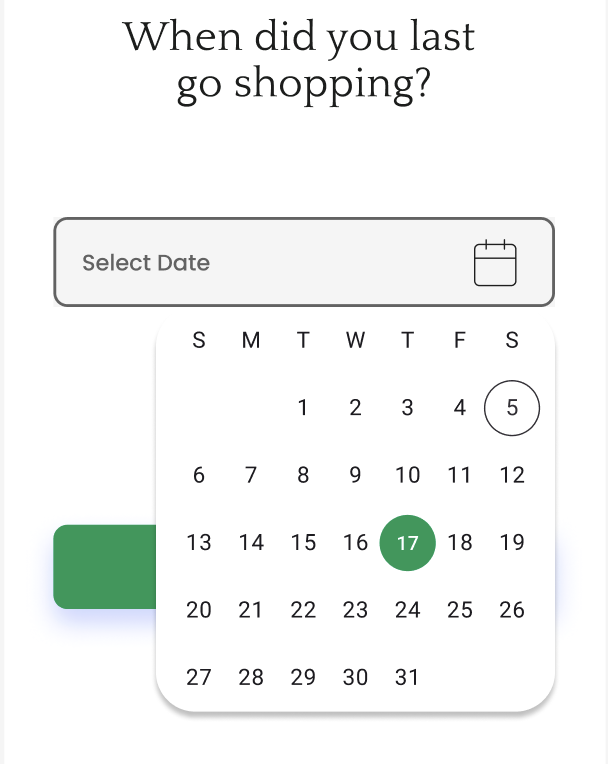 When did you last
go shopping?
Select Date
S M T W T F S
1 2 3 4 5
6 7 8 9 10 11 12
13 14 15 16 17 18 19
20 21 22 23 24 25 26
27 28 29 30 31